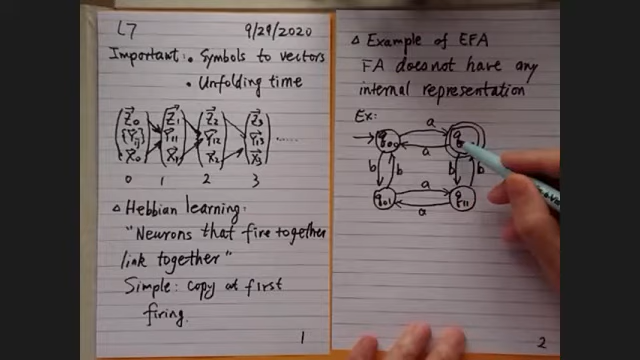 L7 9/29/2020
Important: • Symbols to vectors
• Unfolding time
0 1 2 3
△ Hebbian learning:
"Neurons that fire together
link together"
Simple: copy at first
firing.
1
△ Example of EFA
FA does not have any
internal representation
Ex:
a
a
b b b b
a
a
2